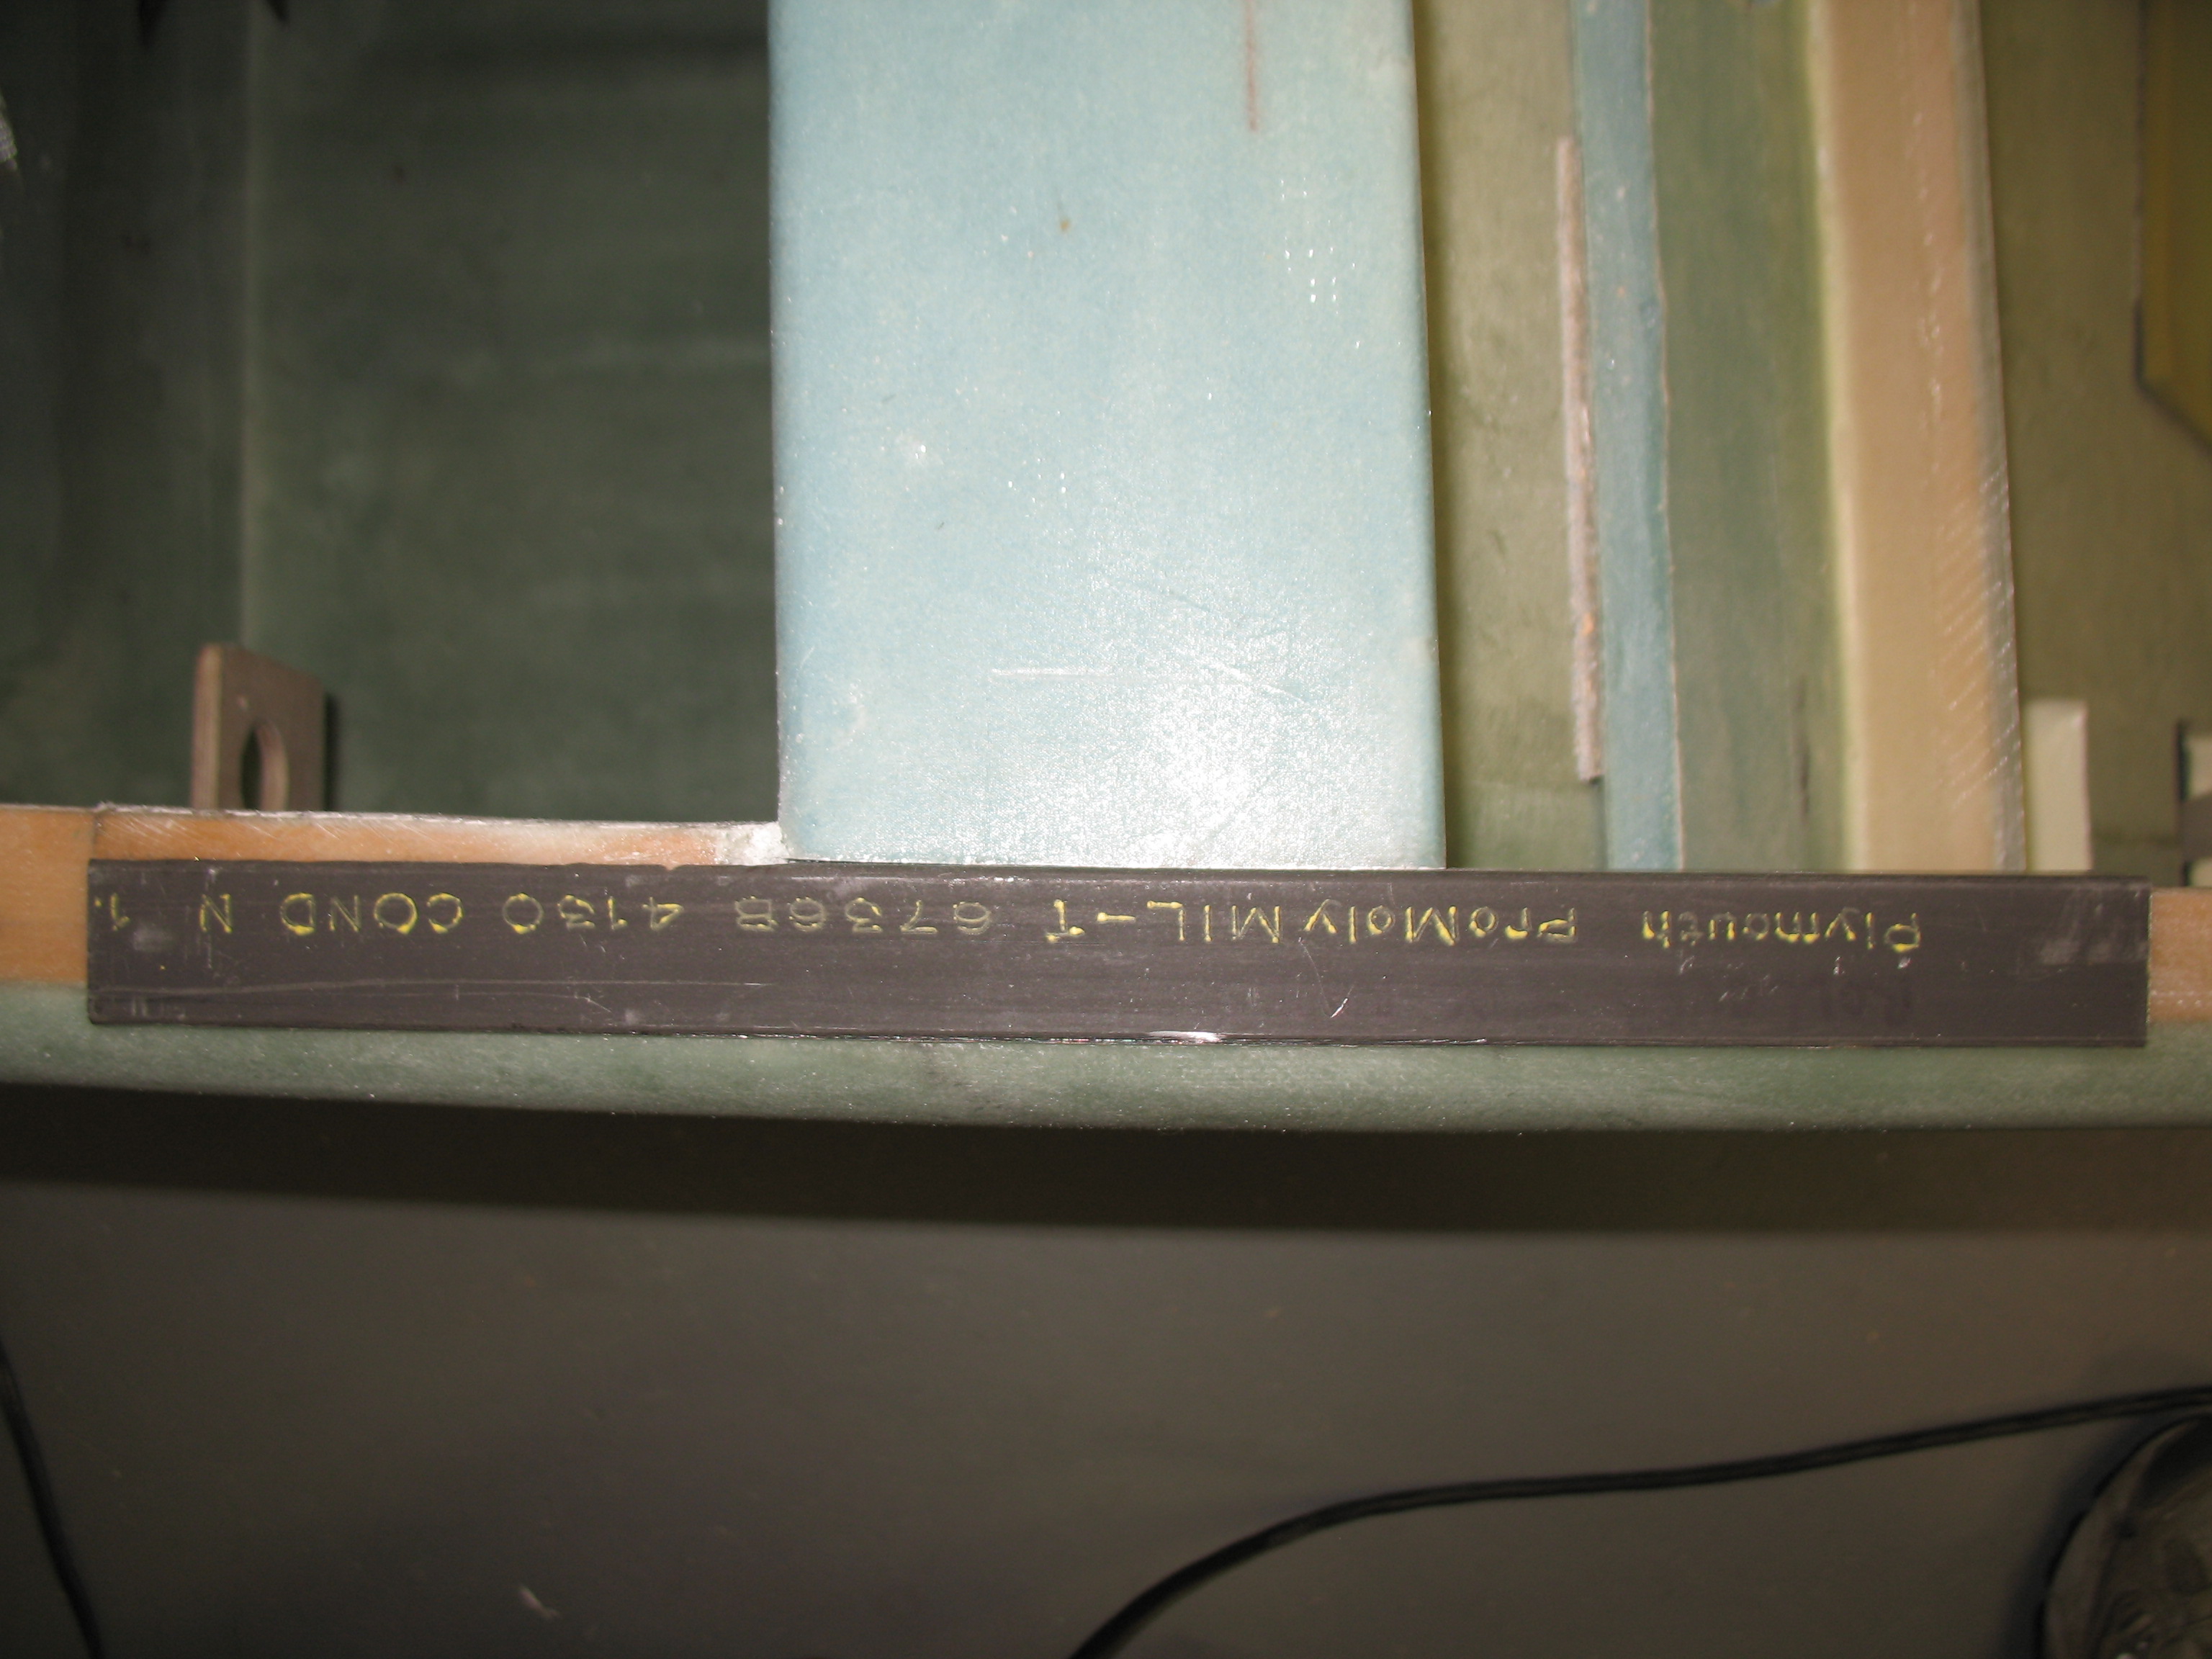 Plymouth ProMoly MIL-T 6736B 4130 COND N 1.